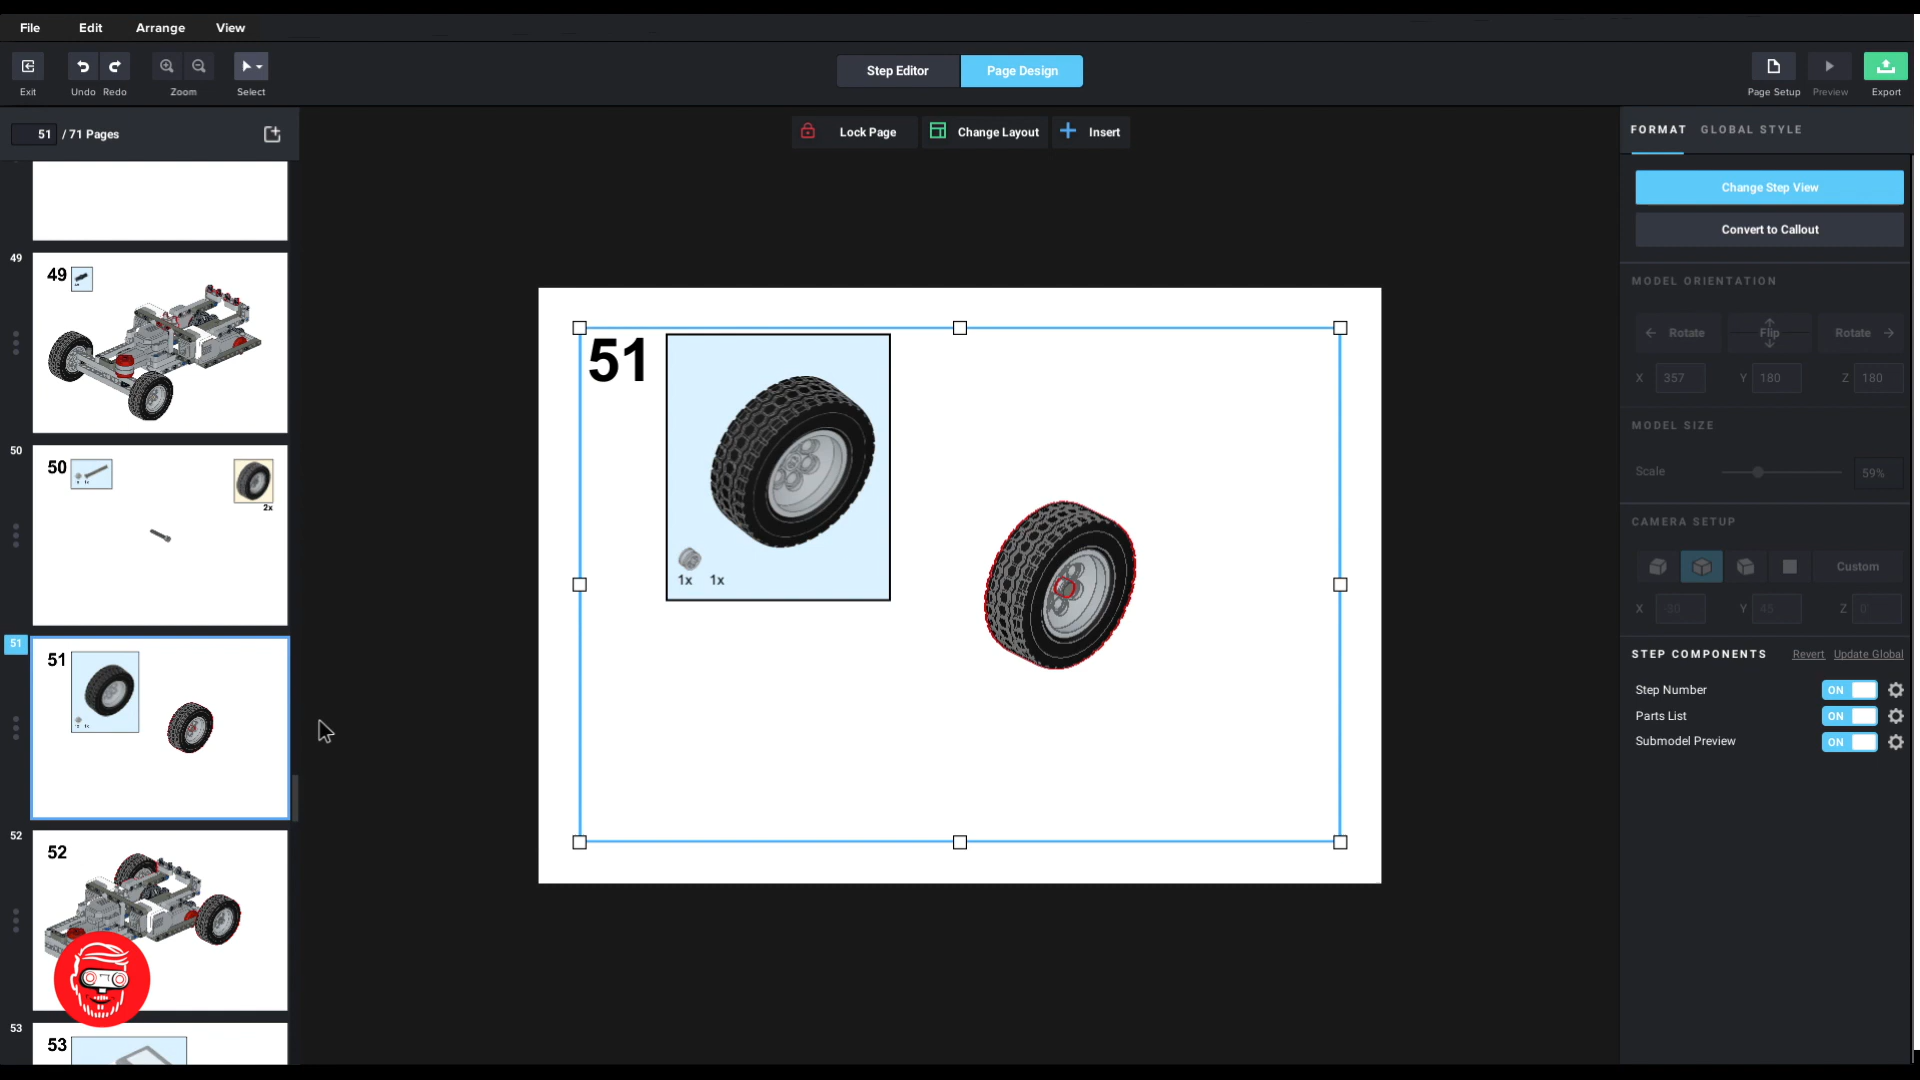 File Edit Arrange View
Exit Undo Redo Zoom Select
Step Editor Page Design
Page Setup Preview Export
51 / 71 Pages
Lock Page Change Layout Insert
FORMAT GLOBAL STYLE
Change Step View
Convert to Callout
MODEL ORIENTATION
Rotate Flip Rotate
X 357 Y 180 Z 180
MODEL SIZE
Scale 59%
CAMERA SETUP
Custom
X -30 Y 45 Z 0
STEP COMPONENTS Revert Update Global
Step Number ON
Parts List ON
Submodel Preview ON
49
49
50
50
2x
51
51
52
52
53
53
51
1x 1x